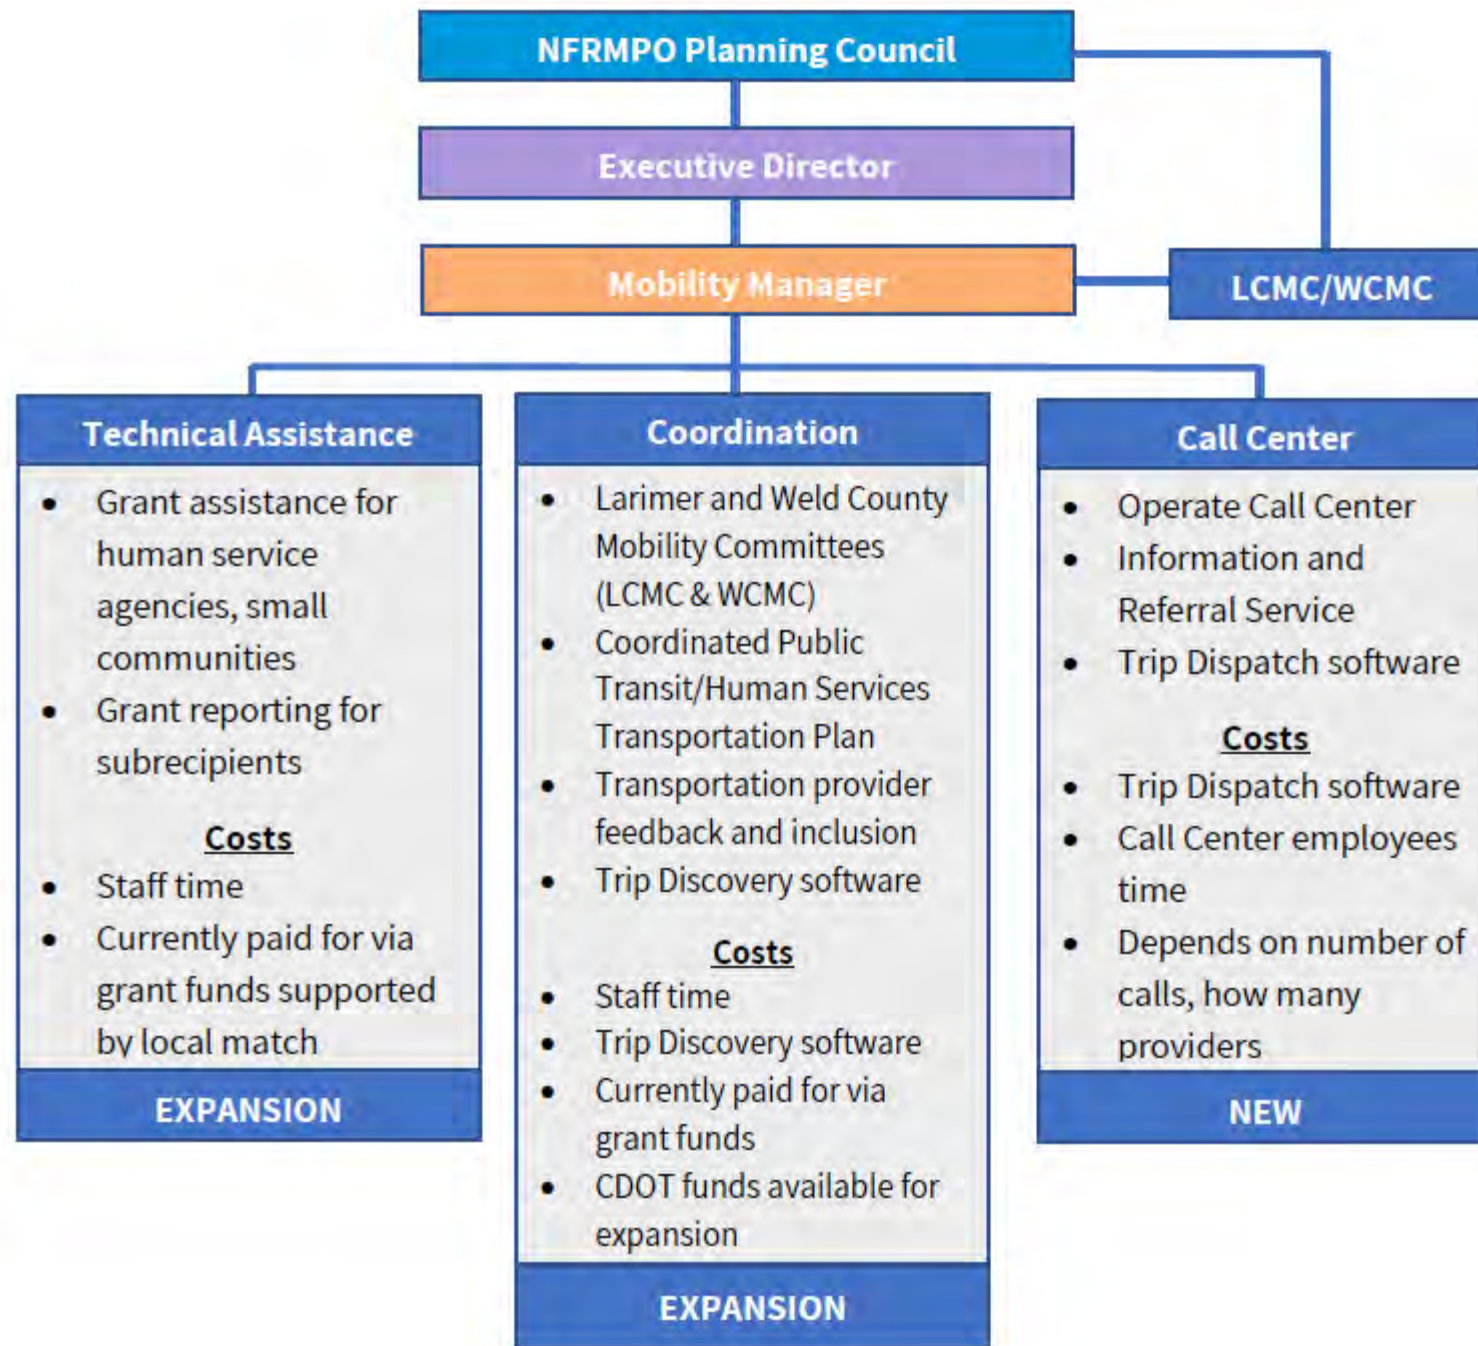 NFRMPO Planning Council
Executive Director
Mobility Manager
LCMC/WCMC
Technical Assistance
• Grant assistance for
human service
agencies, small
communities
• Grant reporting for
subrecipients
Costs
• Staff time
• Currently paid for via
grant funds supported
by local match
EXPANSION
Coordination
• Larimer and Weld County
Mobility Committees
(LCMC & WCMC)
• Coordinated Public
Transit/Human Services
Transportation Plan
• Transportation provider
feedback and inclusion
• Trip Discovery software
Costs
• Staff time
• Trip Discovery software
• Currently paid for via
grant funds
• CDOT funds available for
expansion
EXPANSION
Call Center
• Operate Call Center
• Information and
Referral Service
• Trip Dispatch software
Costs
• Trip Dispatch software
• Call Center employees
time
• Depends on number of
calls, how many
providers
NEW